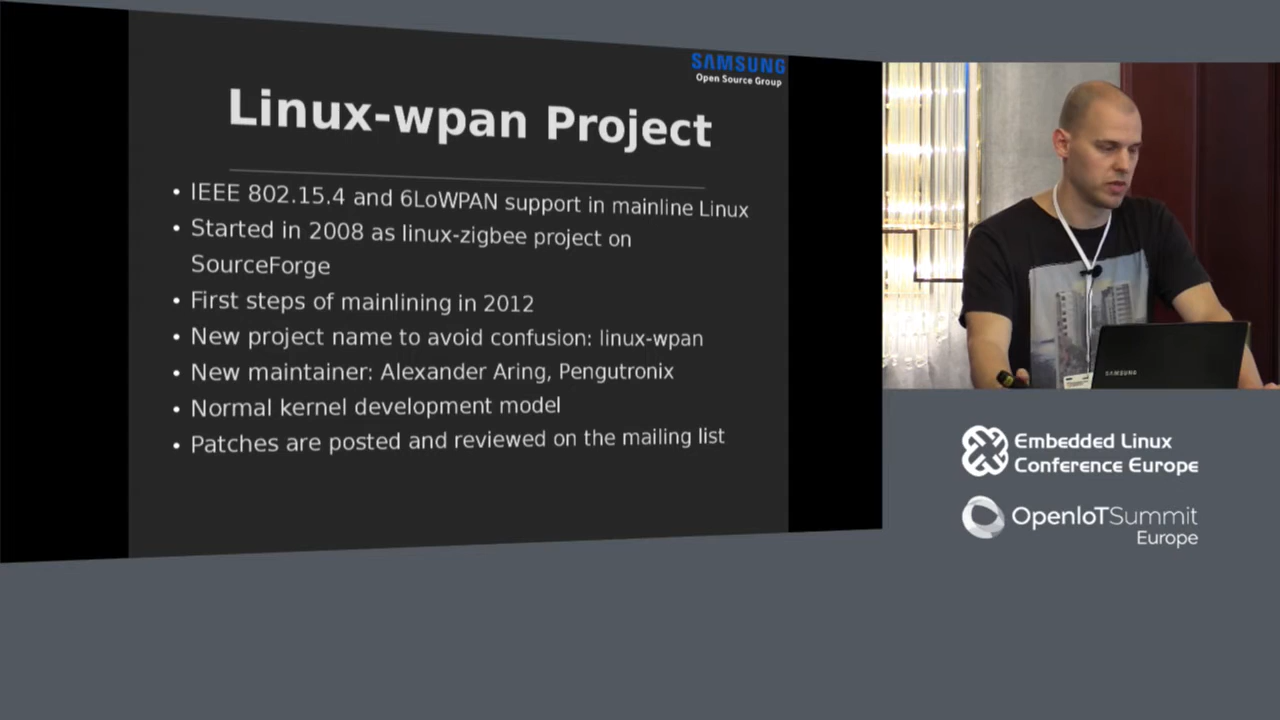 SAMSUNG
Open Source Group
Linux-wpan Project
• IEEE 802.15.4 and 6LoWPAN support in mainline Linux
• Started in 2008 as linux-zigbee project on
SourceForge
• First steps of mainlining in 2012
• New project name to avoid confusion: linux-wpan
• New maintainer: Alexander Aring, Pengutronix
• Normal kernel development model
• Patches are posted and reviewed on the mailing list
SAMSUNG
Embedded Linux
Conference Europe
OpenIoTSummit
Europe